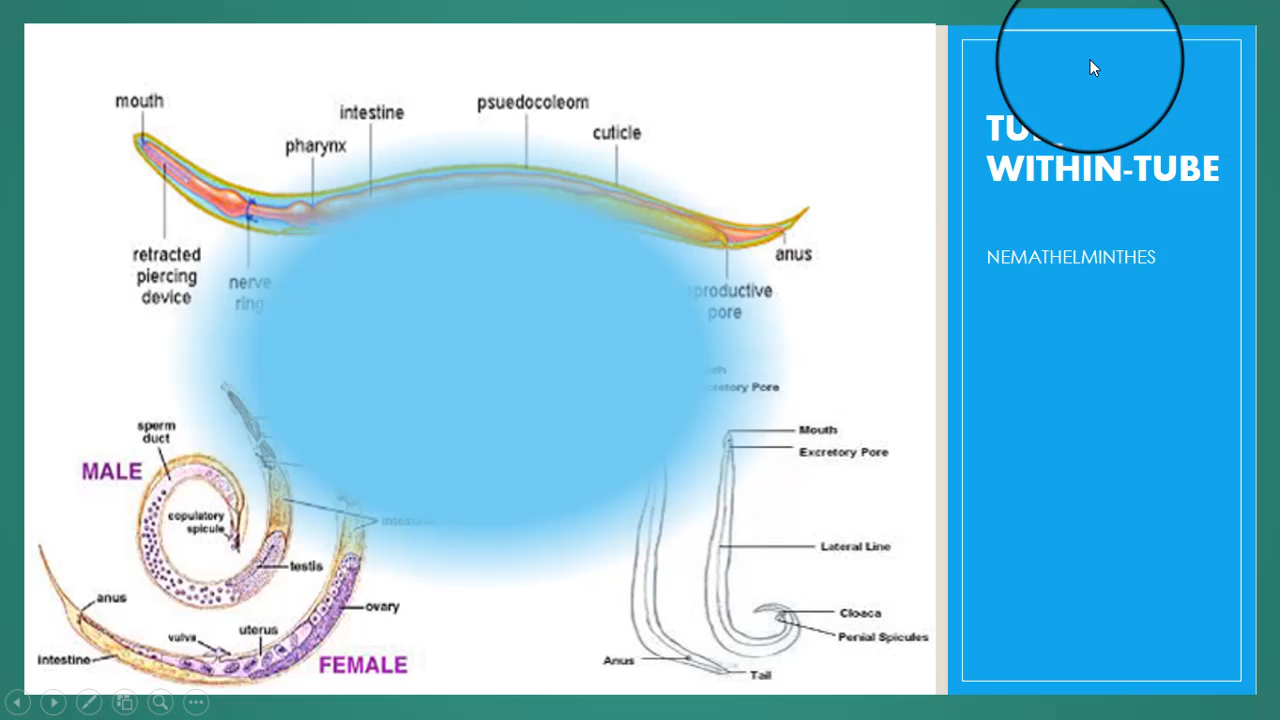 mouth
intestine
psuedocoleom
pharynx
cuticle
retracted
piercing
device
nerve
ring
anus
pore
Pore
sperm
duct
MALE
copulatory
spicule
testis
ovary
anus
vulva
uterus
intestine
FEMALE
Mouth
Excretory Pore
Lateral Line
Cloaca
Penial Spicules
Anus
Tail
WITHIN-TUBE
NEMATHELMINTHES